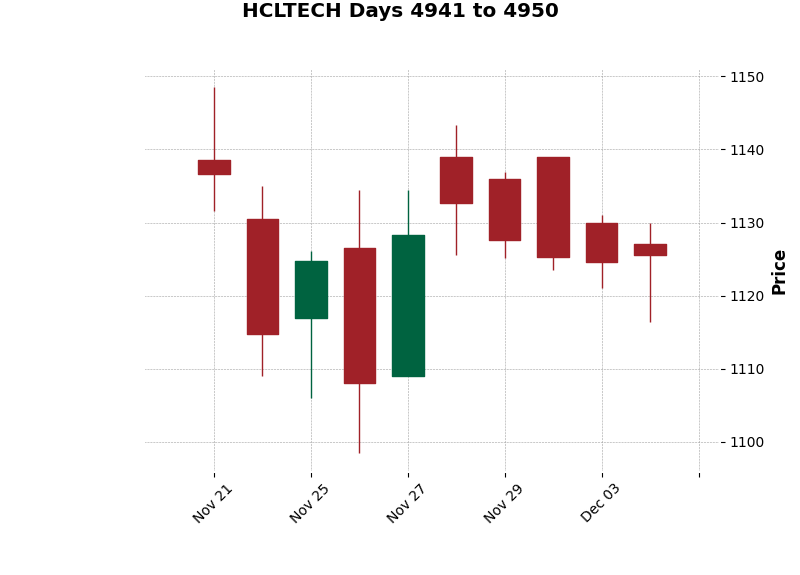 HCLTECH Days 4941 to 4950
1150
1140
1130
1120
1110
1100
Price
Nov 21
Nov 25
Nov 27
Nov 29
Dec 03